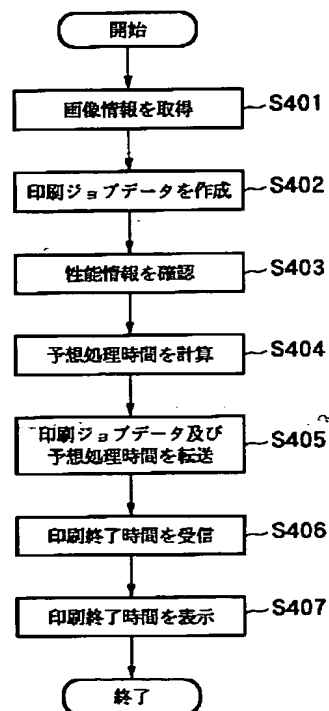 開始
画像情報を取得
S401
印刷ジョブデータを作成
S402
性能情報を確認
S403
予想処理時間を計算
S404
印刷ジョブデータ及び
予想処理時間を転送
S405
印刷終了時間を受信
S406
印刷終了時間を表示
S407
終了